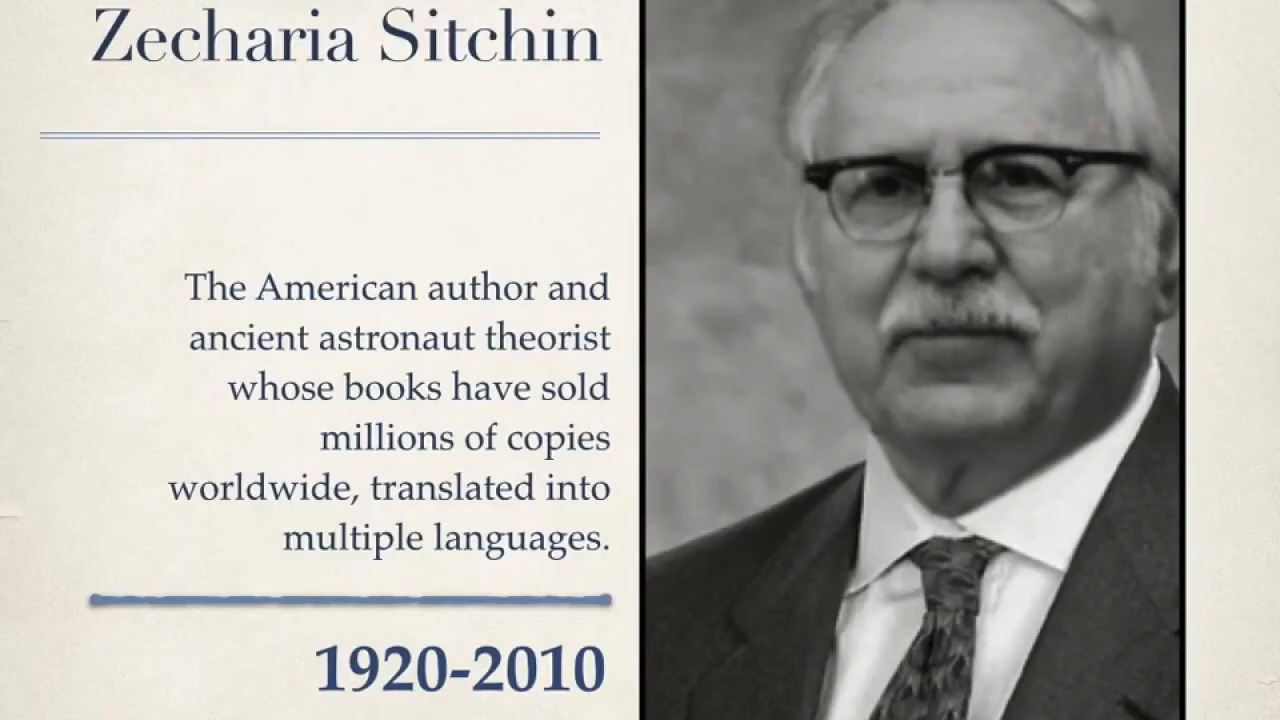 Zecharia Sitchin
The American author and
ancient astronaut theorist
whose books have sold
millions of copies
worldwide, translated into
multiple languages.
1920-2010